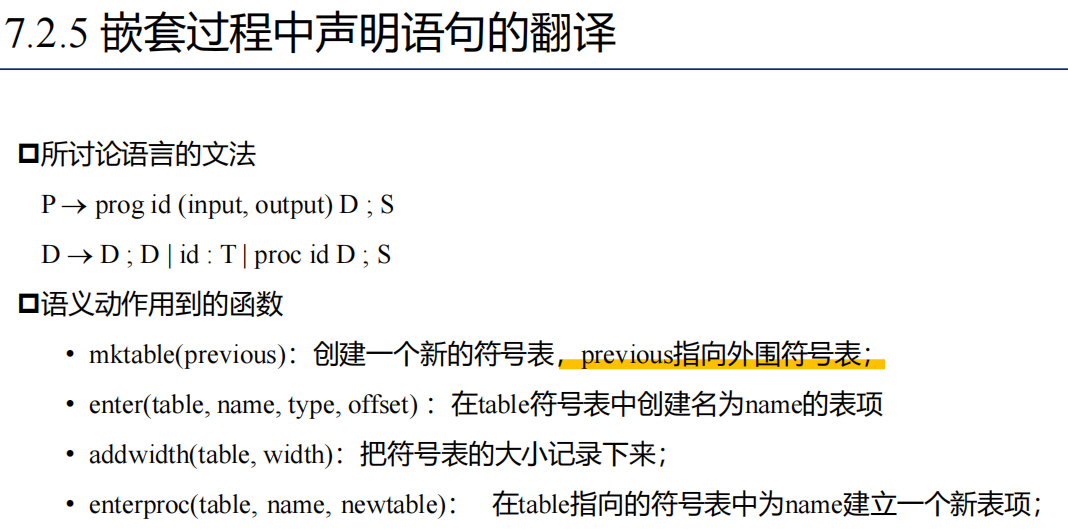 7.2.5 嵌套过程中声明语句的翻译
所讨论语言的文法
P → prog id (input, output) D ; S
D → D ; D | id : T | proc id D ; S
语义动作用到的函数
• mktable(previous)：创建一个新的符号表，previous指向外围符号表；
• enter(table, name, type, offset) ：在table符号表中创建名为name的表项
• addwidth(table, width)：把符号表的大小记录下来；
• enterproc(table, name, newtable)： 在table指向的符号表中为name建立一个新表项；